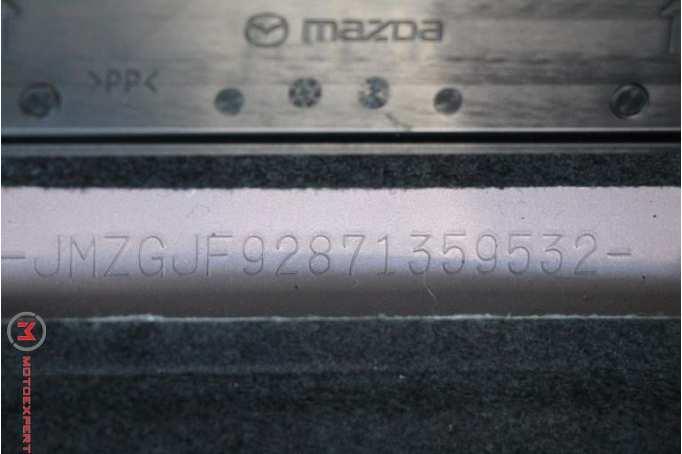 mazda
>PP<
-JMZGJF92871359532-
M
MOTOEXPERT